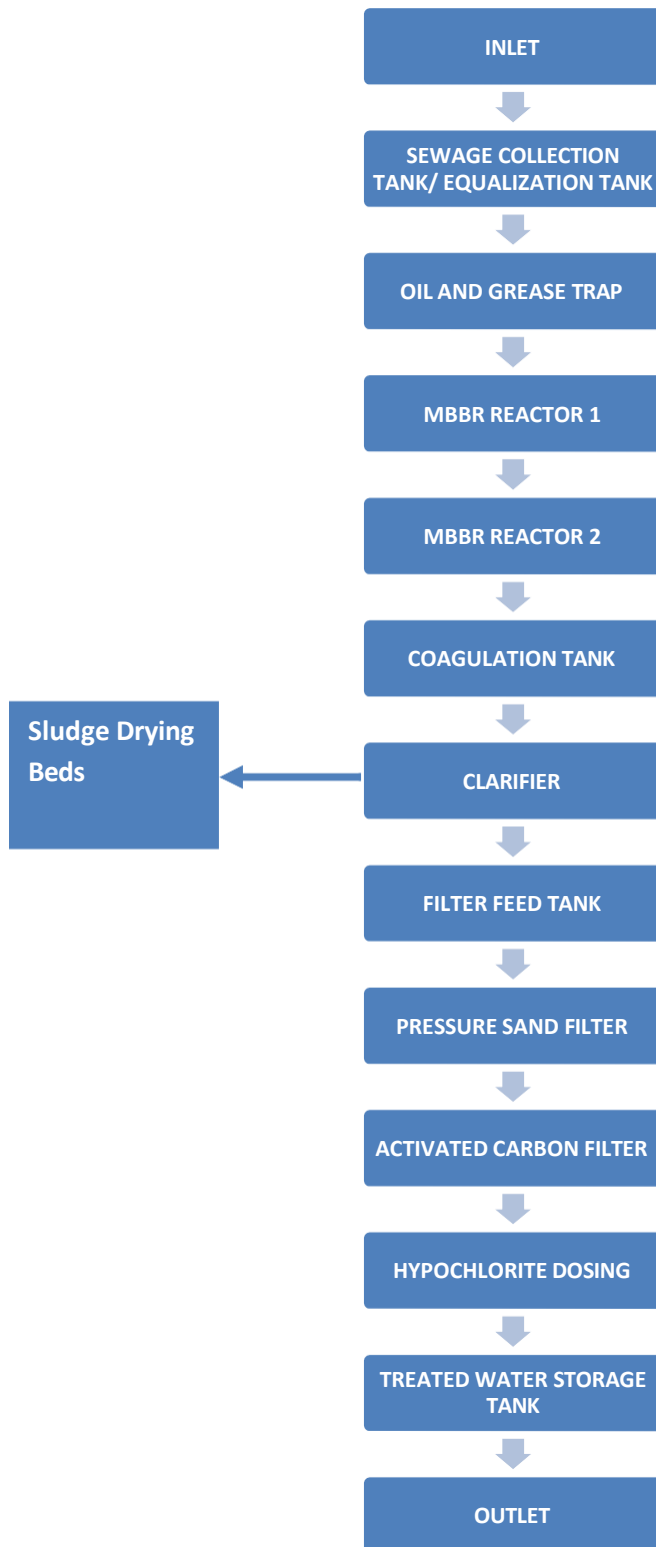 INLET
SEWAGE COLLECTION
TANK/ EQUALIZATION TANK
OIL AND GREASE TRAP
MBBR REACTOR 1
MBBR REACTOR 2
COAGULATION TANK
Sludge Drying
Beds
CLARIFIER
FILTER FEED TANK
PRESSURE SAND FILTER
ACTIVATED CARBON FILTER
HYPOCHLORITE DOSING
TREATED WATER STORAGE
TANK
OUTLET